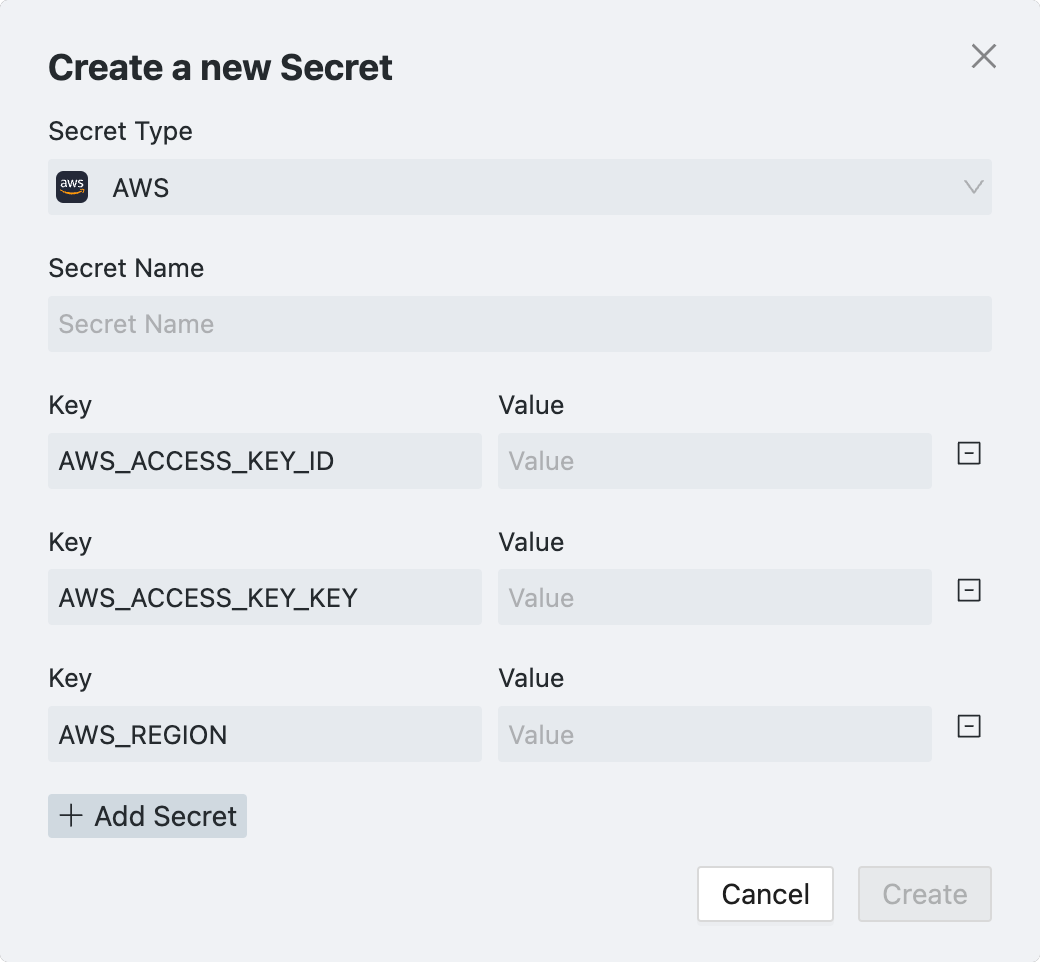 Create a new Secret
Secret Type
aws AWS
Secret Name
Secret Name
Key Value
AWS_ACCESS_KEY_ID Value
Key Value
AWS_ACCESS_KEY_KEY Value
Key Value
AWS_REGION Value
+ Add Secret
Cancel Create